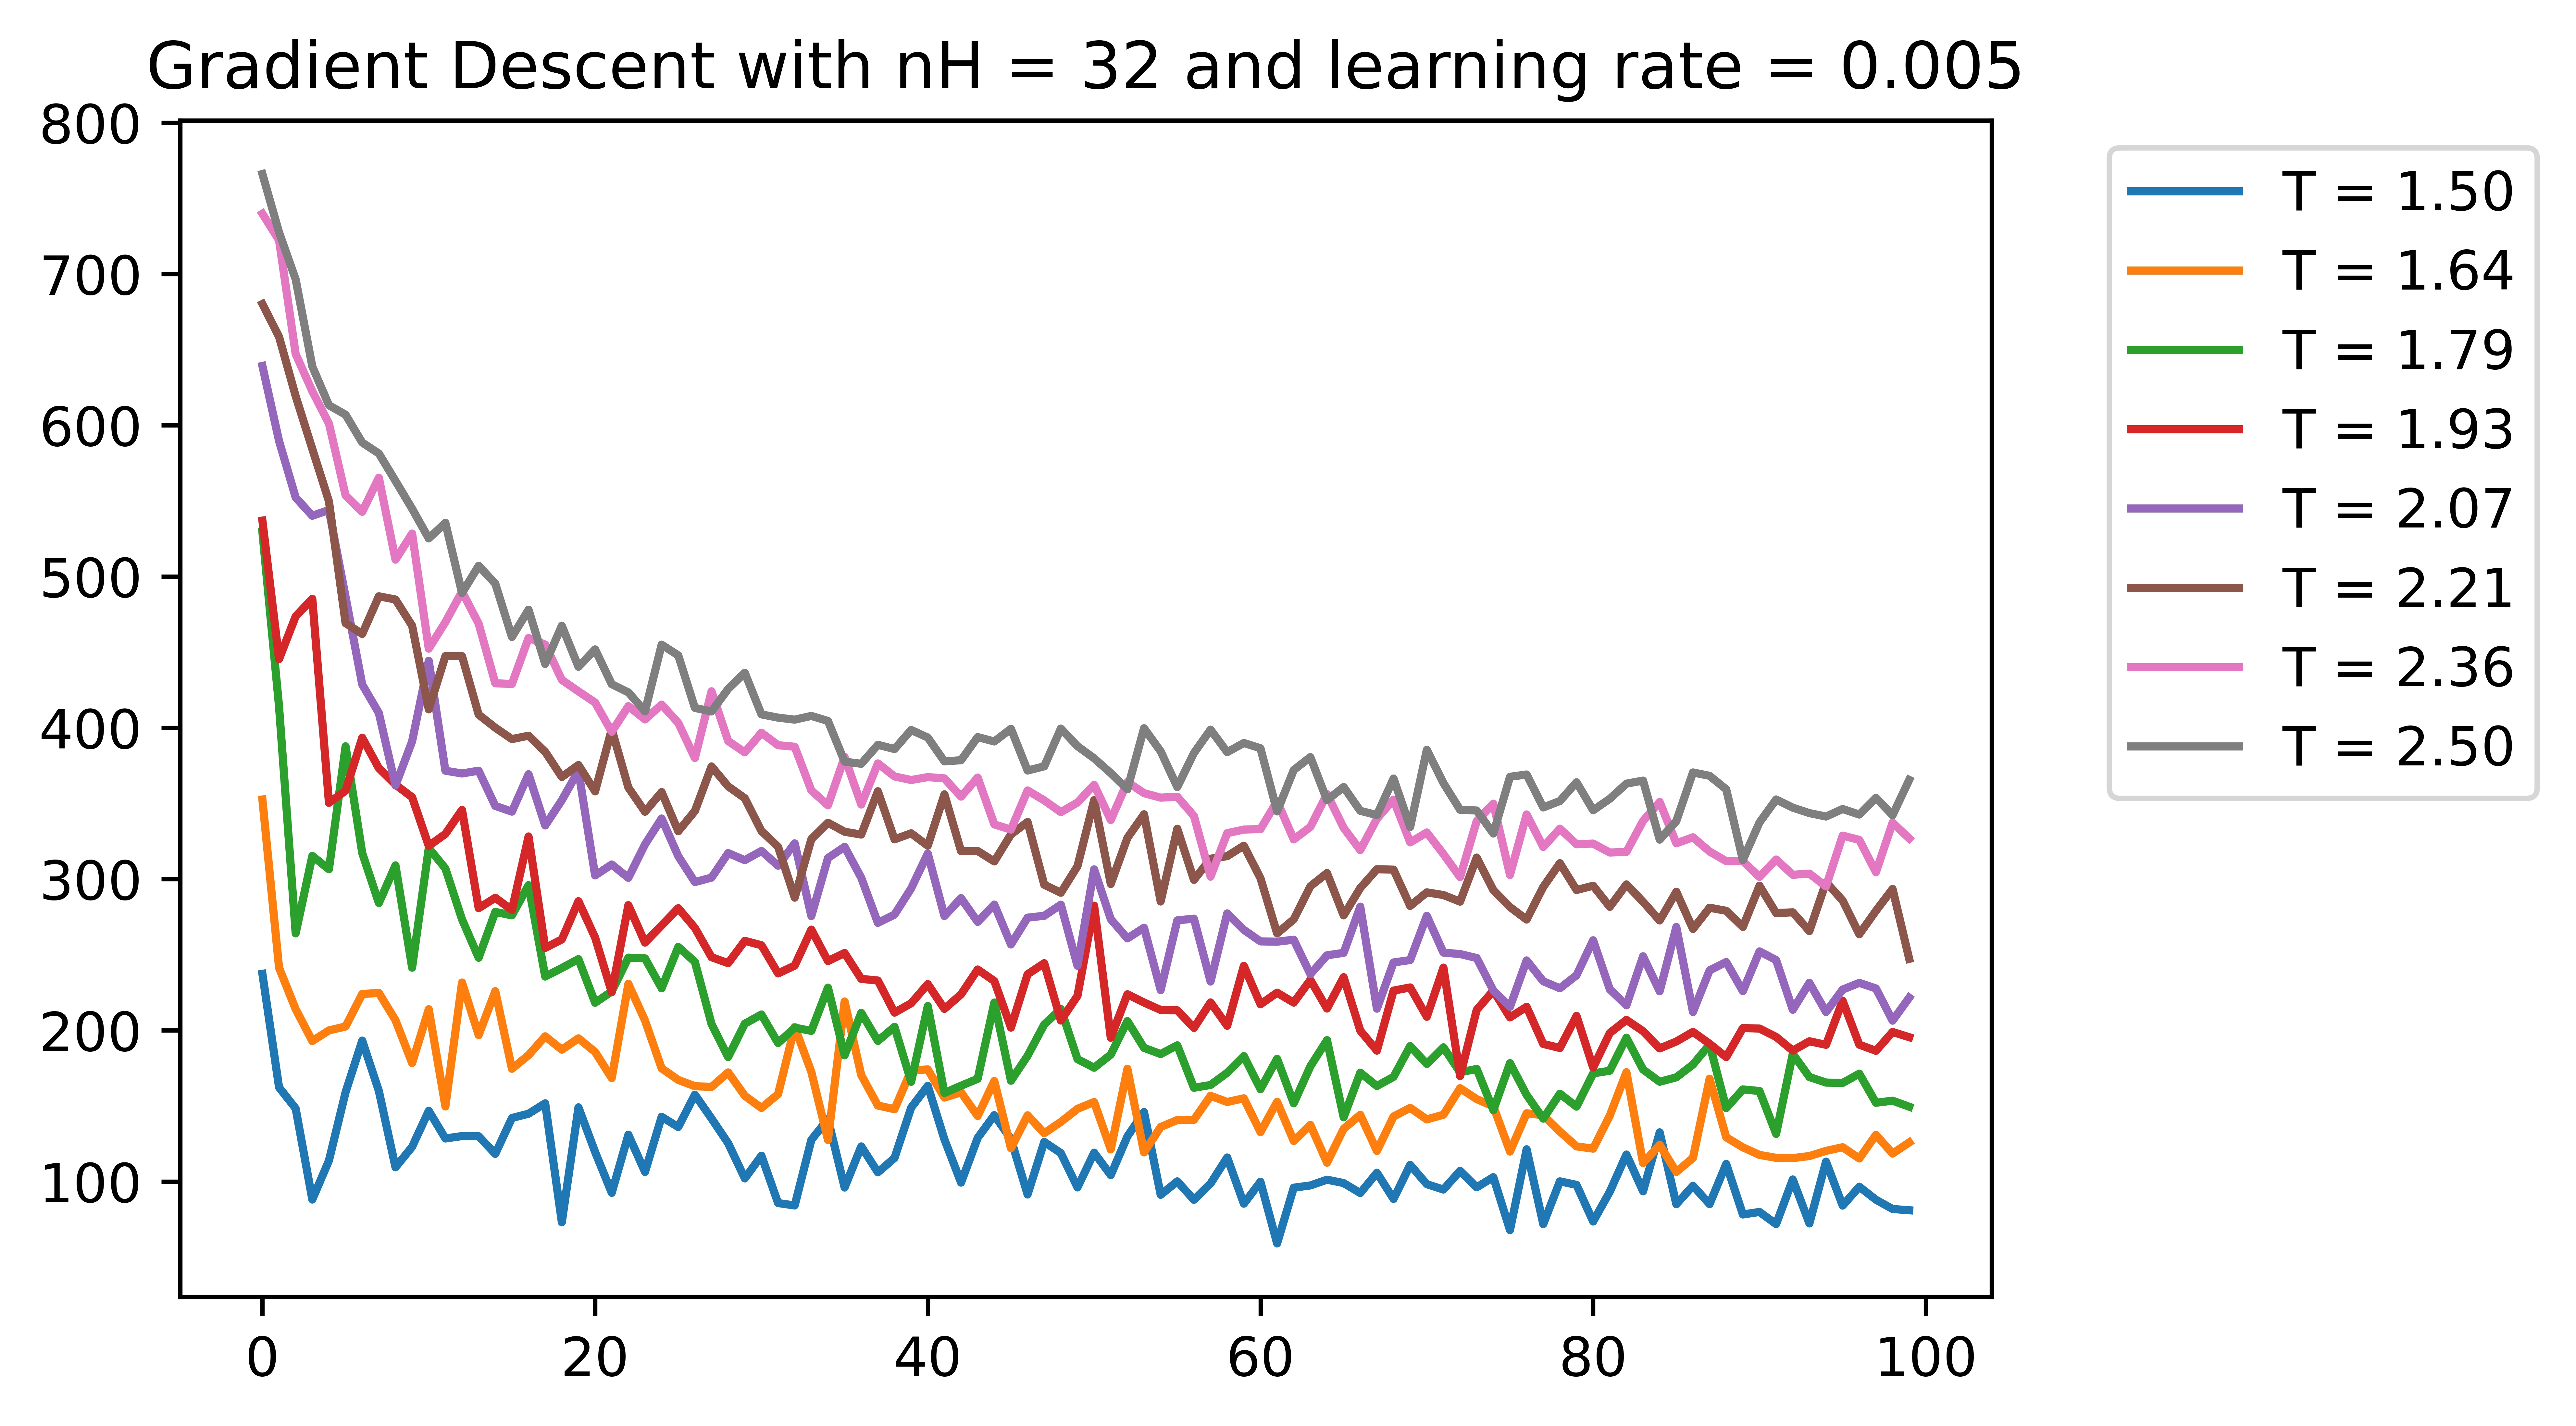 Gradient Descent with nH = 32 and learning rate = 0.005
800
700
600
500
400
300
200
100
0 20 40 60 80 100
T = 1.50
T = 1.64
T = 1.79
T = 1.93
T = 2.07
T = 2.21
T = 2.36
T = 2.50